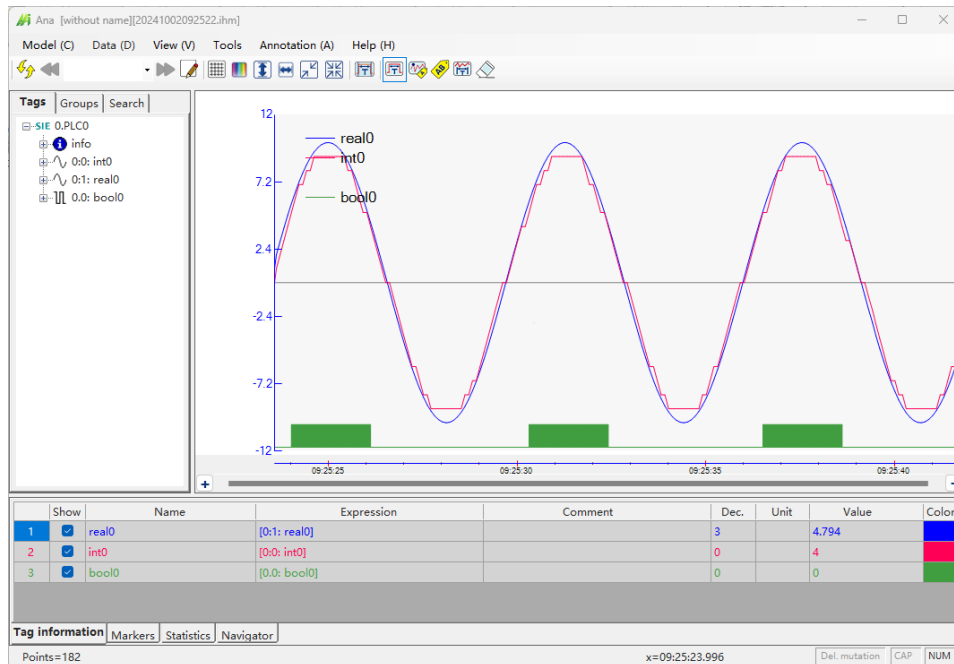 Ana [without name][20241002092522.ihm]
Model (C) Data (D) View (V) Tools Annotation (A) Help (H)
Tags Groups Search
SIE 0.PLC0
info
0:0: int0
0:1: real0
0.0: bool0
12
7.2
2.4
-2.4
-7.2
-12
real0
int0
bool0
09:25:25 09:25:30 09:25:35 09:25:40
Show Name Expression Comment Dec. Unit Value Color
1 real0 [0:1: real0] 3 4.794
2 int0 [0:0: int0] 0 4
3 bool0 [0.0: bool0] 0 0
Tag information Markers Statistics Navigator
Points=182 x=09:25:23.996 Del. mutation CAP NUM